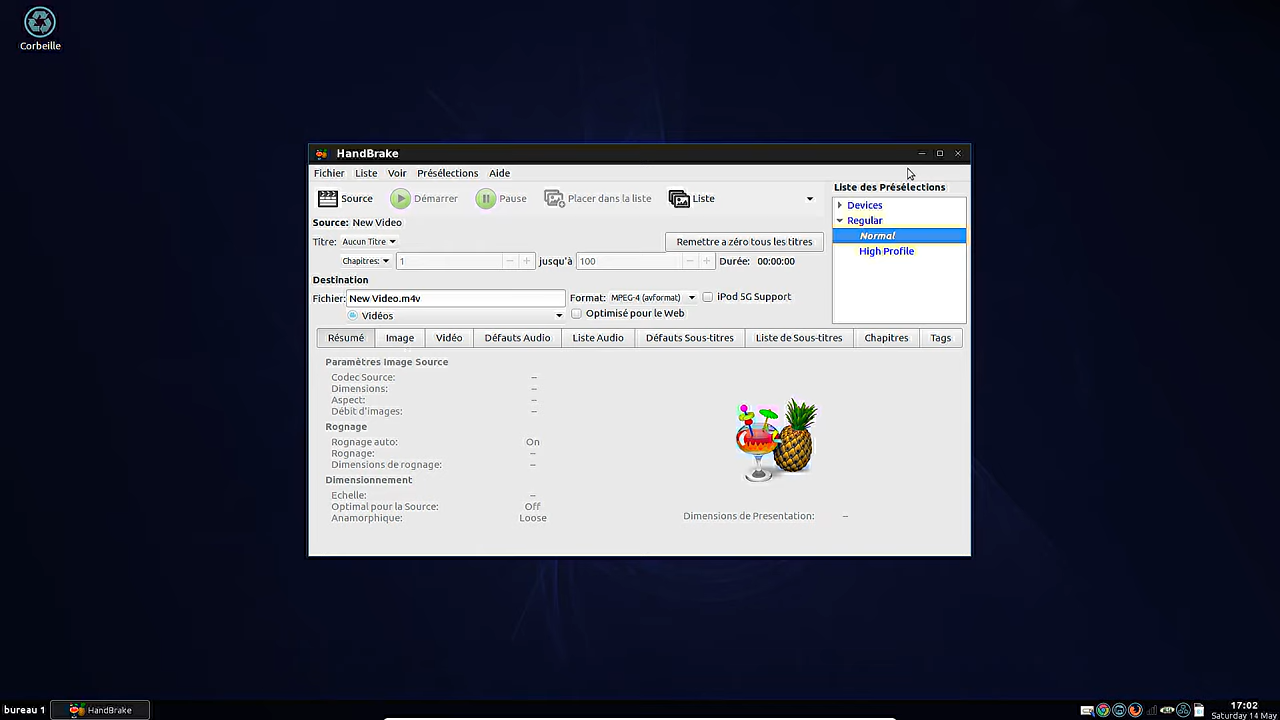 Corbeille
HandBrake
Fichier Liste Voir Présélections Aide
Source Démarrer Pause Placer dans la liste Liste
Liste des Présélections
Devices
Regular
Normal
High Profile
Source: New Video
Titre: Aucun Titre Remettre a zéro tous les titres
Chapitres: 1 jusqu'à 100 Durée: 00:00:00
Destination
Fichier: New Video.m4v Format: MPEG-4 (avformat) iPod 5G Support
Vidéos Optimisé pour le Web
Résumé Image Vidéo Défauts Audio Liste Audio Défauts Sous-titres Liste de Sous-titres Chapitres Tags
Paramètres Image Source
Codec Source: --
Dimensions: --
Aspect: --
Débit d'images: --
Rognage
Rognage auto: On
Rognage: --
Dimensions de rognage: --
Dimensionnement
Echelle: --
Optimal pour la Source: Off
Anamorphique: Loose
Dimensions de Presentation: --
bureau 1 HandBrake
17:02
Saturday 14 May